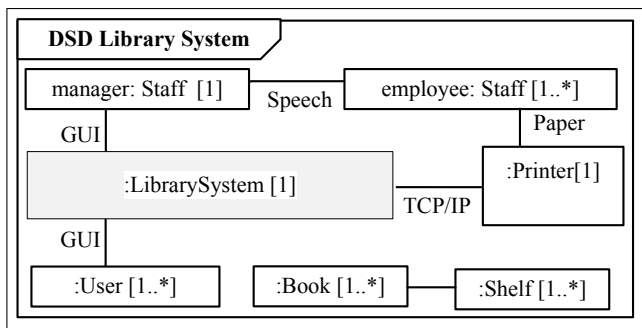 DSD Library System
manager: Staff [1]
Speech
employee: Staff [1..*]
GUI
Paper
:LibrarySystem [1]
TCP/IP
:Printer[1]
GUI
:User [1..*]
:Book [1..*]
:Shelf [1..*]